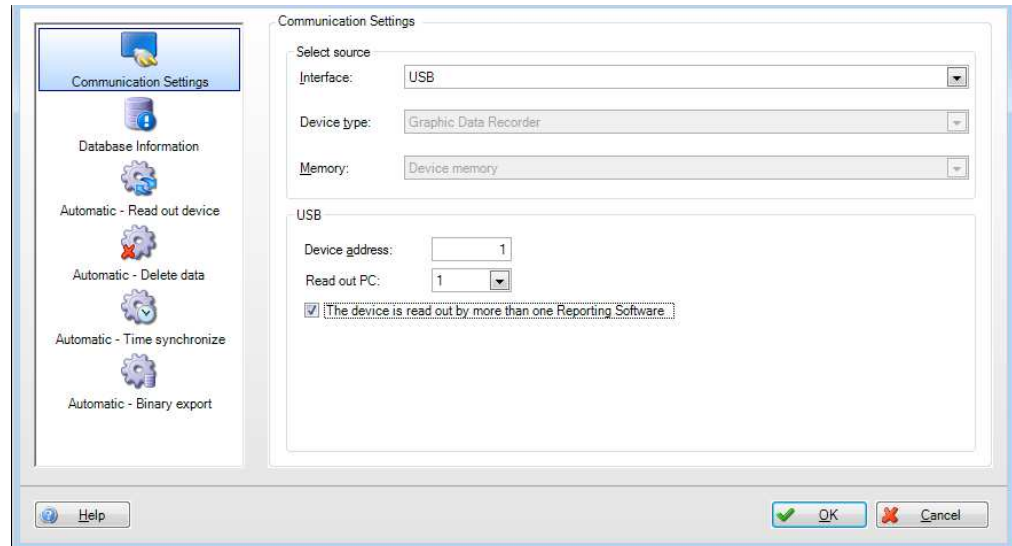 Communication Settings
Database Information
Automatic - Read out device
Automatic - Delete data
Automatic - Time synchronize
Automatic - Binary export
Communication Settings
Select source
Interface: USB
Device type: Graphic Data Recorder
Memory: Device memory
USB
Device address: 1
Read out PC: 1
The device is read out by more than one Reporting Software
Help
OK
Cancel